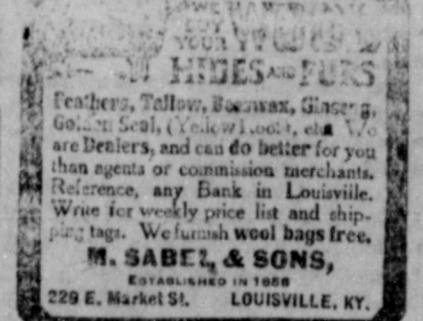 YOUR WOOL
HIDES AND FURS
Feathers, Tallow, Beeswax, Ginseng,
Golden Seal, (Yellow Root), etc. We
are Dealers, and can do better for you
than agents or commission merchants.
Reference, any Bank in Louisville.
Write for weekly price list and ship-
ping tags. We furnish wool bags free.
M. SABEL & SONS,
ESTABLISHED IN 1856
229 E. Market St. LOUISVILLE, KY.